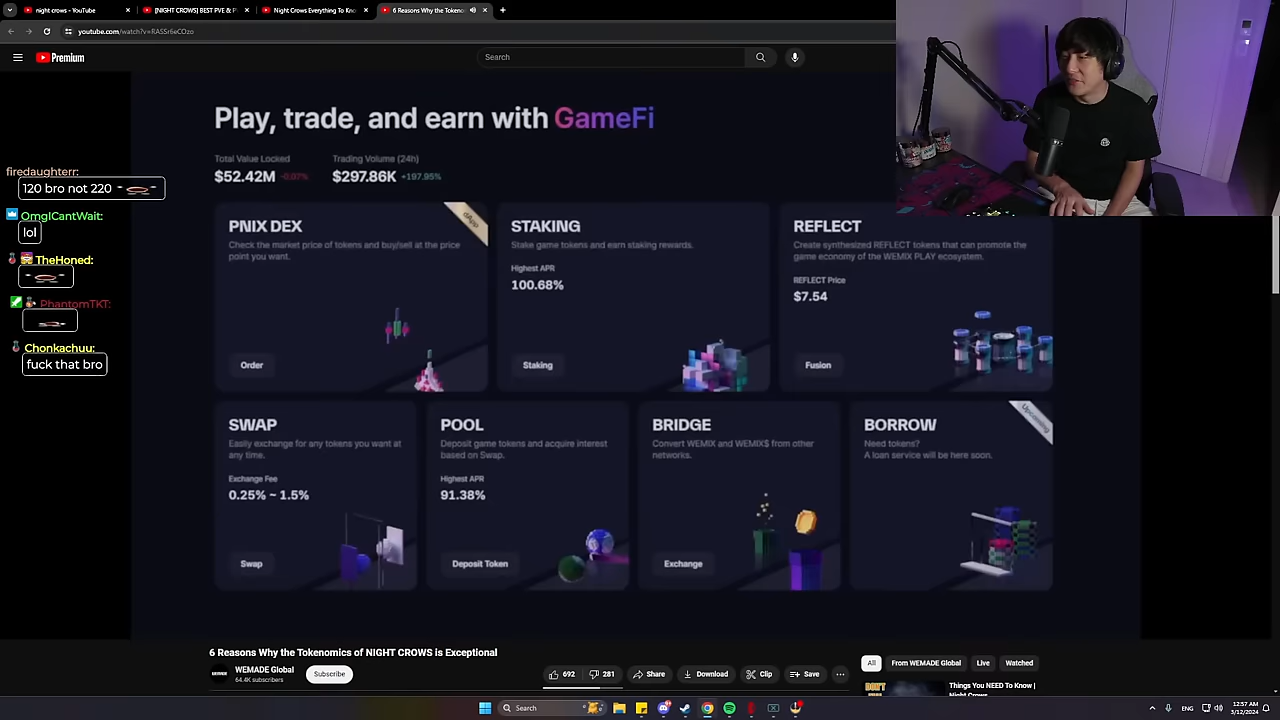 night crows - YouTube
[NIGHT CROWS] BEST PVE & P
Night Crows Everything To Kno
6 Reasons Why the Tokenom
youtube.com/watch?v=RASSr6eCOzo
Premium
Search
Play, trade, and earn with GameFi
Total Value Locked
Trading Volume (24h)
$52.42M -0.07%
$297.86K +197.95%
PNIX DEX
Check the market price of tokens and buy/sell at the price
point you want.
Order
STAKING
Stake game tokens and earn staking rewards.
Highest APR
100.68%
Staking
REFLECT
Create synthesized REFLECT tokens that can promote the
game economy of the WEMIX PLAY ecosystem.
REFLECT Price
$7.54
Fusion
SWAP
Easily exchange for any tokens you want at
any time.
Exchange Fee
0.25% ~ 1.5%
Swap
POOL
Deposit game tokens and acquire interest
based on Swap.
Highest APR
91.38%
Deposit Token
BRIDGE
Convert WEMIX and WEMIX$ from other
networks.
Exchange
BORROW
Upcoming
Need tokens?
A loan service will be here soon.
firedaughter:
120 bro not 220
OmgICantWait:
lol
TheHoned:
PhantomTKT:
Chonkachuu:
fuck that bro
6 Reasons Why the Tokenomics of NIGHT CROWS is Exceptional
WEMADE Global
64.4K subscribers
Subscribe
692
281
Share
Download
Clip
Save
All
From WEMADE Global
Live
Watched
Things You NEED To Know |
Night Crows
Search
ENG
12:57 AM
3/12/2024